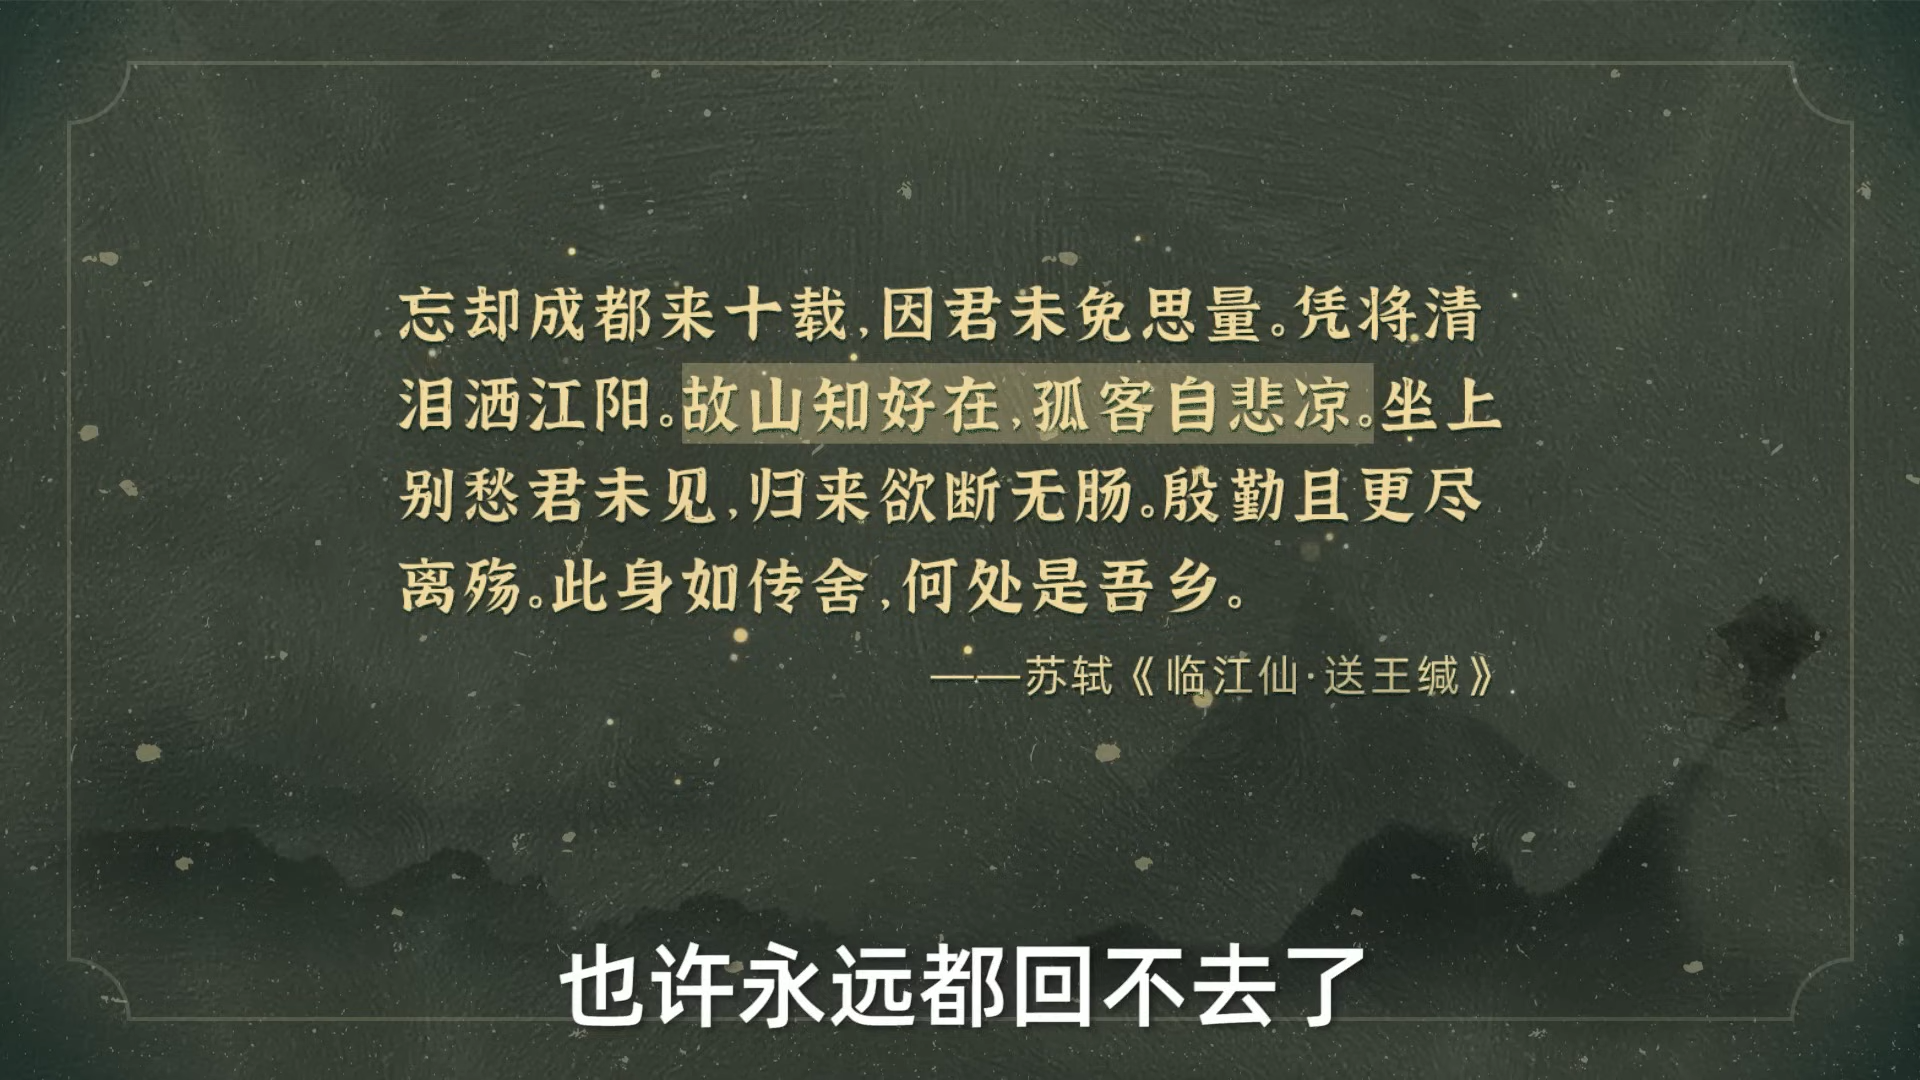 忘却成都来十载,因君未免思量。凭将清
泪洒江阳。故山知好在,孤客自悲凉。坐上
别愁君未见,归来欲断无肠。殷勤且更尽
离殇。此身如传舍,何处是吾乡。
——苏轼《临江仙·送王缄》
也许永远都回不去了